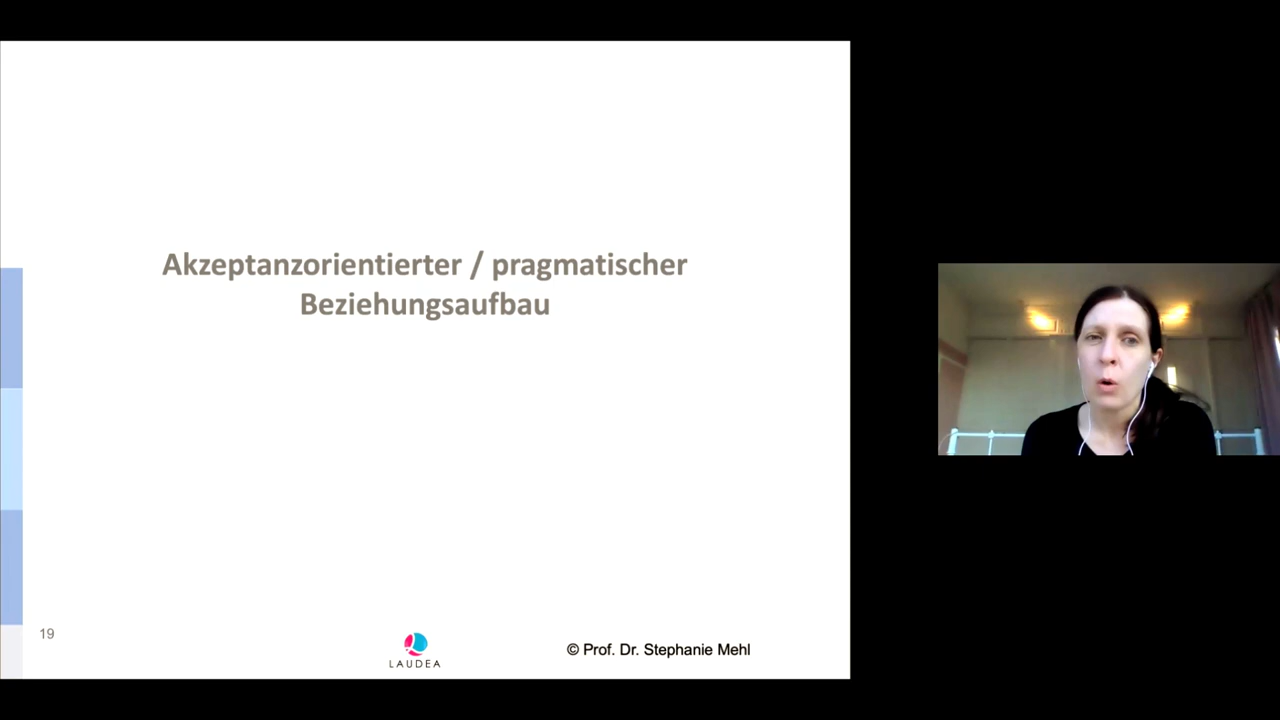 Akzeptanzorientierter / pragmatischer
Beziehungsaufbau
19
LAUDEA
© Prof. Dr. Stephanie Mehl